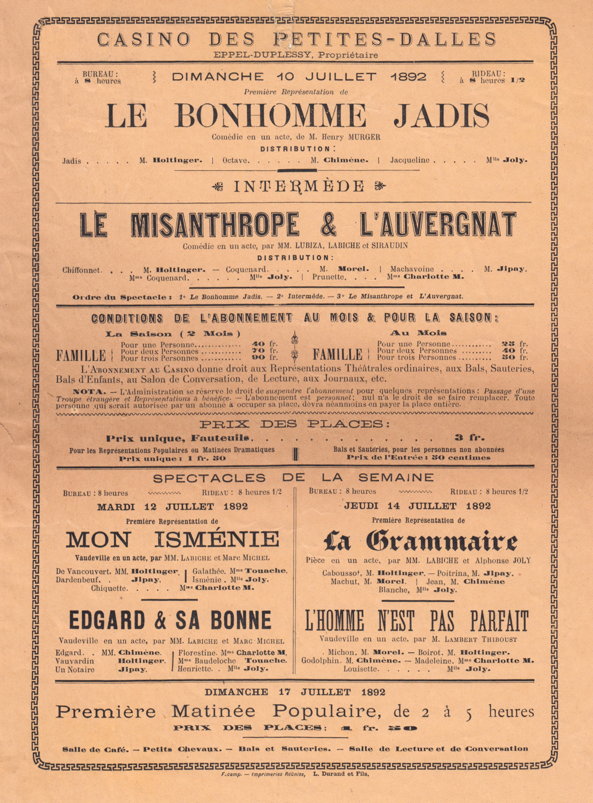 CASINO DES PETITES-DALLES
EPPEL-DUPLESSY, Propriétaire
BUREAU :
à 8 heures
DIMANCHE 10 JUILLET 1892
RIDEAU :
à 8 heures 1/2
Première Représentation de
LE BONHOMME JADIS
Comédie en un acte, de M. Henry MURGER
DISTRIBUTION :
Jadis . . . . . M. Holtinger. | Octave. . . . . . M. Chimène. | Jacqueline . . . . . Mlle Joly.
INTERMÈDE
LE MISANTHROPE & L'AUVERGNAT
Comédie en un acte, par MM. LUBIZA, LABICHE et SIRAUDIN
DISTRIBUTION :
Chiffonnet. . . M. Holtinger. — Coquenard. . . . . . M. Morel. | Machavoine . . . . . M. Jipay.
Mme Coquenard. . . . . . Mlle Joly. | Prunette. . . . Mme Charlotte M.
Ordre du Spectacle : 1° Le Bonhomme Jadis. — 2° Intermède. — 3° Le Misanthrope et L'Auvergnat.
CONDITIONS DE L'ABONNEMENT AU MOIS & POUR LA SAISON :
La Saison (2 Mois)
FAMILLE
Pour une Personne.......... 40 fr.
Pour deux Personnes ....... 70 fr.
Pour trois Personnes ...... 90 fr.
Au Mois
FAMILLE
Pour une Personne.......... 25 fr.
Pour deux Personnes ....... 40 fr.
Pour trois Personnes ...... 50 fr.
L'ABONNEMENT AU CASINO donne droit aux Représentations Théâtrales ordinaires, aux Bals, Sauteries,
Bals d'Enfants, au Salon de Conversation, de Lecture, aux Journaux, etc.
NOTA. — L'Administration se réserve le droit de suspendre l'abonnement pour quelques représentations : Passage d'une
Troupe étrangère et Représentations à bénéfice. — L'abonnement est personnel ; nul n'a le droit de se faire remplacer. Toute
personne qui serait autorisée par un abonné à occuper sa place, devra néanmoins en payer la place entière.
PRIX DES PLACES :
Prix unique, Fauteuils. . . . . . . . . . . . . . 3 fr.
Pour les Représentations Populaires ou Matinées Dramatiques
Prix unique : 1 fr. 50
Bals et Sauteries, pour les personnes non abonnées
Prix de l'Entrée : 50 centimes
SPECTACLES DE LA SEMAINE
BUREAU : 8 heures RIDEAU : 8 heures 1/2
MARDI 12 JUILLET 1892
Première Représentation de
MON ISMÉNIE
Vaudeville en un acte, par MM. LABICHE et MARC MICHEL
De Vancouvert. MM. Holtinger. | Galathée. Mme Touache.
Dardenbeuf. . Jipay. | Isménie . Mlle Joly.
Chiquette. . . . . Mme Charlotte M.
EDGARD & SA BONNE
Vaudeville en un acte, par MM. LABICHE et MARC MICHEL
Edgard. . MM. Chimène. | Florestine. Mme Charlotte M.
Vauvardin Holtinger. | Mme Baudeloche Touache.
Un Notaire Jipay. | Henriette. . Mlle Joly.
BUREAU : 8 heures RIDEAU : 8 heures 1/2
JEUDI 14 JUILLET 1892
Première Représentation de
La Grammaire
Pièce en un acte, par MM. LABICHE et Alphonse JOLY
Caboussat, M. Holtinger. — Poitrina, M. Jipay.
Machut, M. Morel. | Jean, M. Chimène
Blanche, Mlle Joly.
L'HOMME N'EST PAS PARFAIT
Vaudeville en un acte, par M. LAMBERT THIBOUST
Michon. M. Morel. — Boirot. M. Holtinger.
Godolphin. M. Chimène. — Madeleine. Mme Charlotte M.
Louisette. . . . . . . Mlle Joly.
DIMANCHE 17 JUILLET 1892
Première Matinée Populaire, de 2 à 5 heures
PRIX DES PLACES : 1 fr. 50
Salle de Café. — Petits Chevaux. — Bals et Sauteries. — Salle de Lecture et de Conversation
Fécamp. — Imprimeries Réunies, L. Durand et Fils.